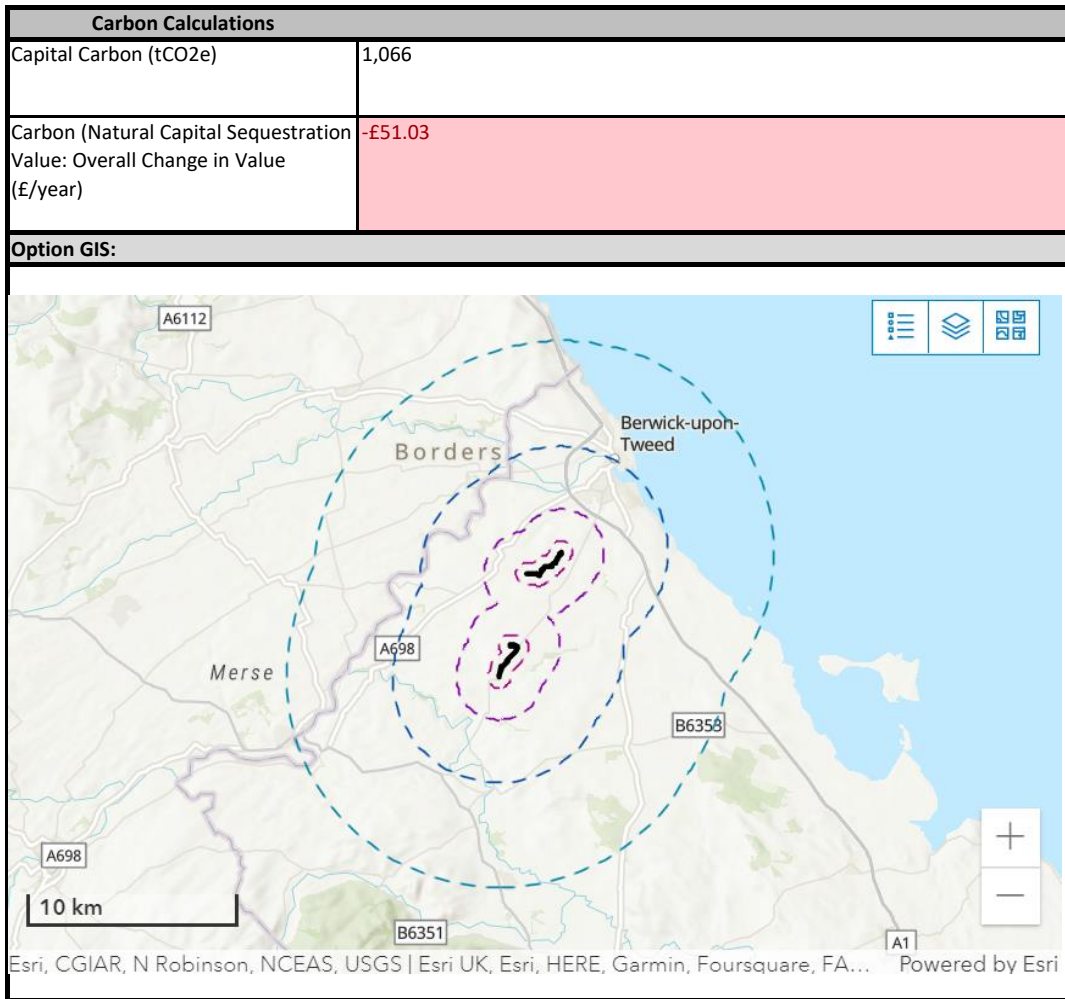 Carbon Calculations
Capital Carbon (tCO2e)
1,066
Carbon (Natural Capital Sequestration
Value: Overall Change in Value
(£/year)
-£51.03
Option GIS:
A6112
Berwick-upon-
Tweed
Borders
A698
Merse
B6353
A698
10 km
B6351
A1
Esri, CGIAR, N Robinson, NCEAS, USGS | Esri UK, Esri, HERE, Garmin, Foursquare, FA... Powered by Esri